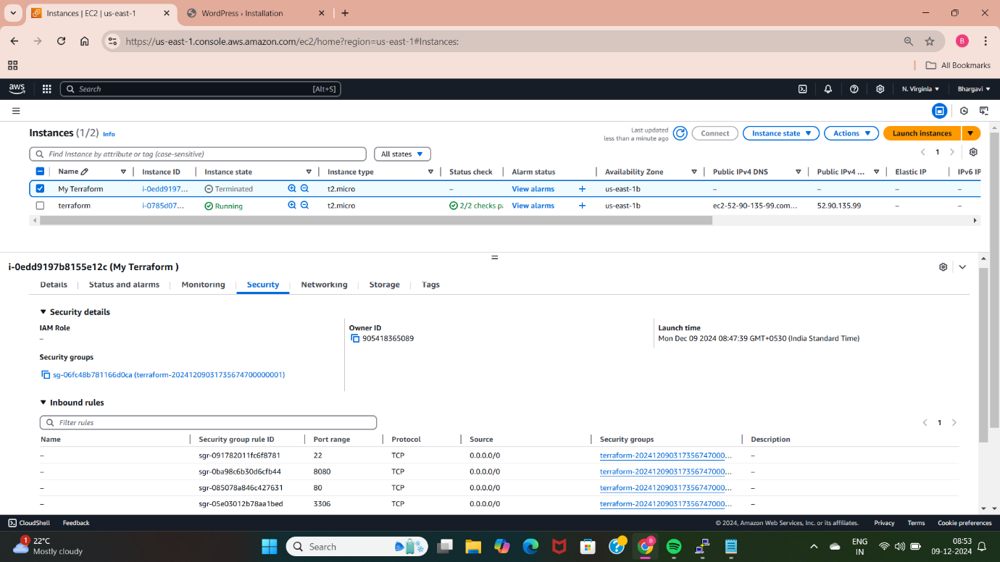 Instances | EC2 | us-east-1
WordPress › Installation
https://us-east-1.console.aws.amazon.com/ec2/home?region=us-east-1#Instances:
B
All Bookmarks
aws
Search [Alt+S]
N. Virginia
Bhargavi
Instances (1/2) Info
Last updated
less than a minute ago
Connect
Instance state
Actions
Launch instances
Find Instance by attribute or tag (case-sensitive)
All states
1
Name Instance ID Instance state Instance type Status check Alarm status Availability Zone Public IPv4 DNS Public IPv4 ... Elastic IP IPv6 IP
My Terraform i-0edd9197... Terminated t2.micro – View alarms + us-east-1b – – – –
terraform i-0785d07... Running t2.micro 2/2 checks pa View alarms + us-east-1b ec2-52-90-135-99.com... 52.90.135.99 – –
i-0edd9197b8155e12c (My Terraform )
Details Status and alarms Monitoring Security Networking Storage Tags
Security details
IAM Role
–
Owner ID
905418365089
Launch time
Mon Dec 09 2024 08:47:39 GMT+0530 (India Standard Time)
Security groups
sg-06fc48b781166d0ca (terraform-20241209031735674700000001)
Inbound rules
Filter rules
1
Name Security group rule ID Port range Protocol Source Security groups Description
– sgr-091782011fc6f8781 22 TCP 0.0.0.0/0 terraform-202412090317356747000... –
– sgr-0ba98c6b30d6cfb44 8080 TCP 0.0.0.0/0 terraform-202412090317356747000... –
– sgr-085078a846c427631 80 TCP 0.0.0.0/0 terraform-202412090317356747000... –
– sgr-05e03012b78aa1bed 3306 TCP 0.0.0.0/0 terraform-202412090317356747000... –
CloudShell Feedback © 2024, Amazon Web Services, Inc. or its affiliates. Privacy Terms Cookie preferences
1
22°C
Mostly cloudy
Search
B
ENG
IN
08:53
09-12-2024